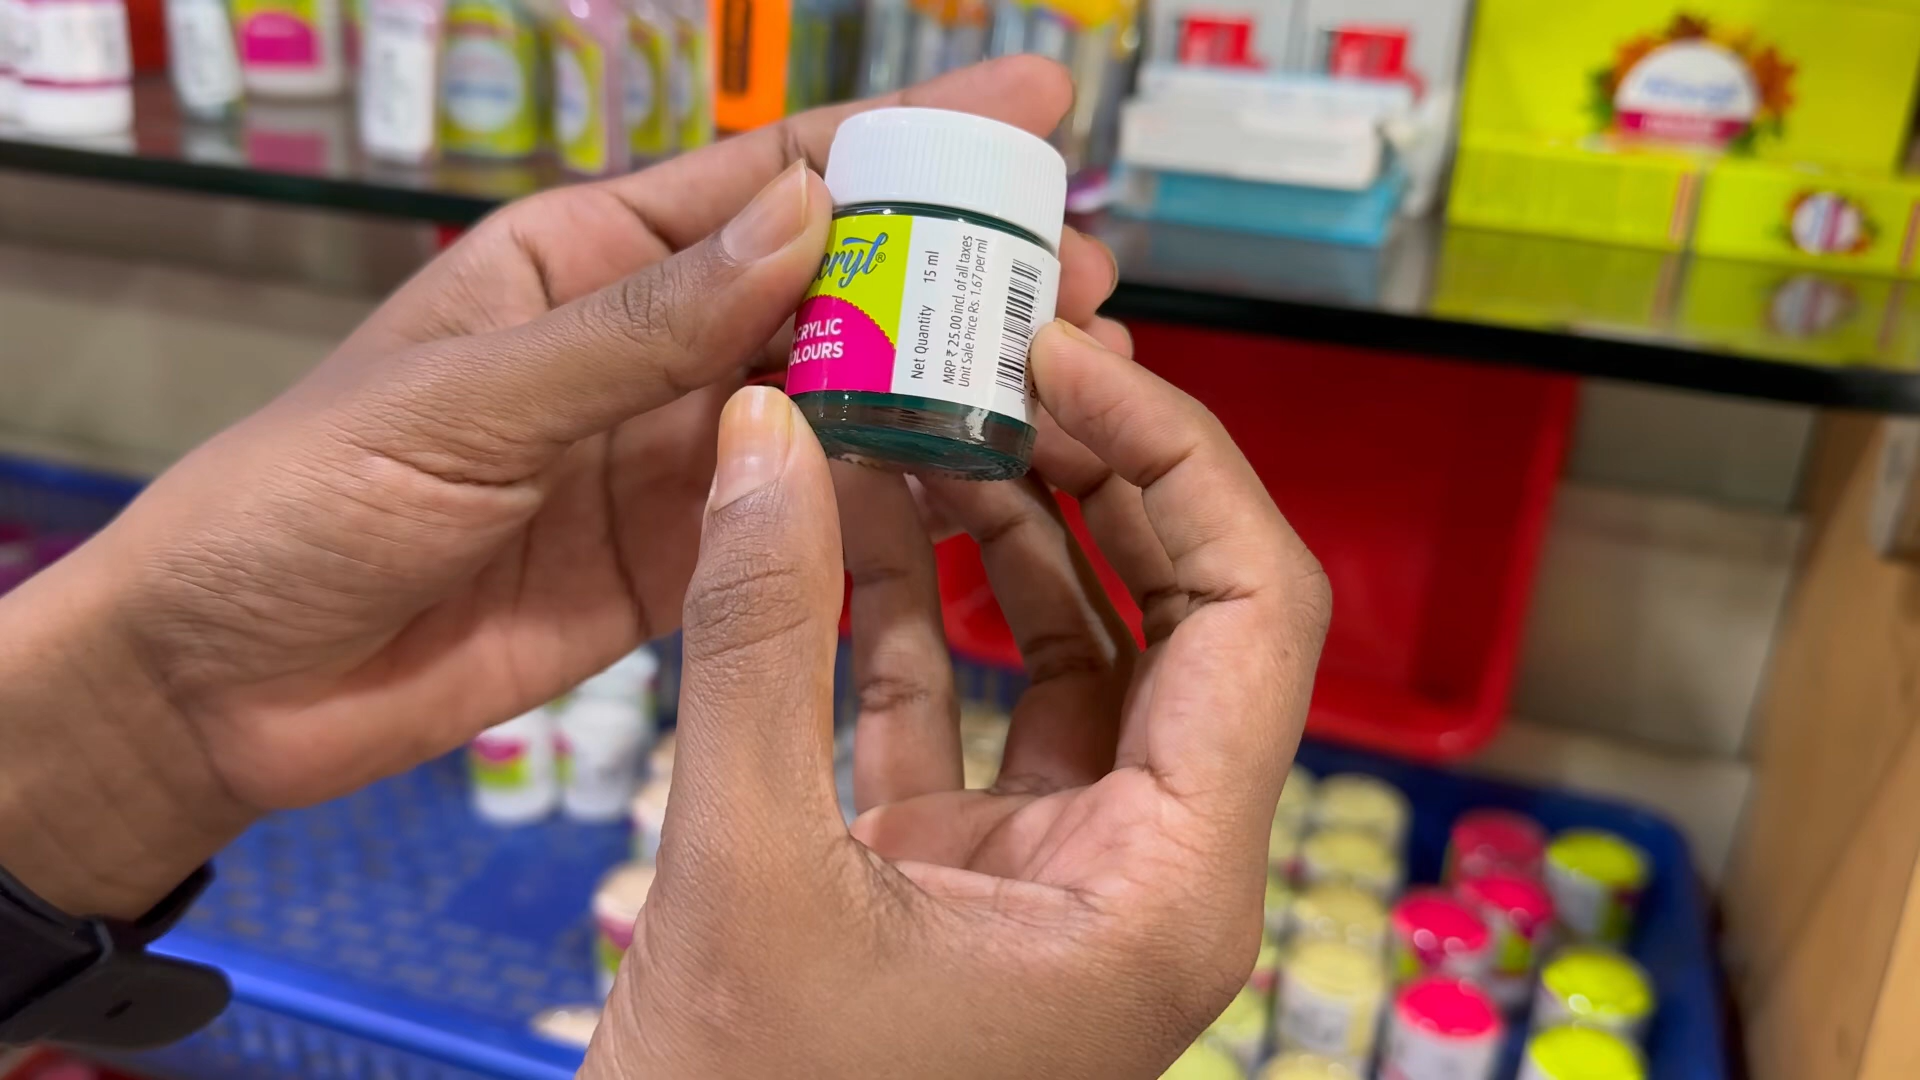 cryl®
CRYLIC
OLOURS
Net Quantity 15 ml
MRP ₹ 25.00 incl. of all taxes
Unit Sale Price Rs. 1.67 per ml